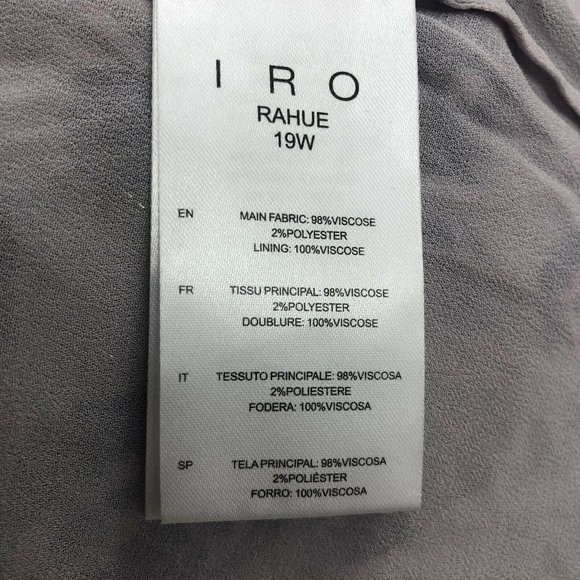 IRO
RAHUE
19W
EN MAIN FABRIC: 98%VISCOSE
2%POLYESTER
LINING: 100%VISCOSE
FR TISSU PRINCIPAL: 98%VISCOSE
2%POLYESTER
DOUBLURE: 100%VISCOSE
IT TESSUTO PRINCIPALE: 98%VISCOSA
2%POLIESTERE
FODERA: 100%VISCOSA
SP TELA PRINCIPAL: 98%VISCOSA
2%POLIÉSTER
FORRO: 100%VISCOSA